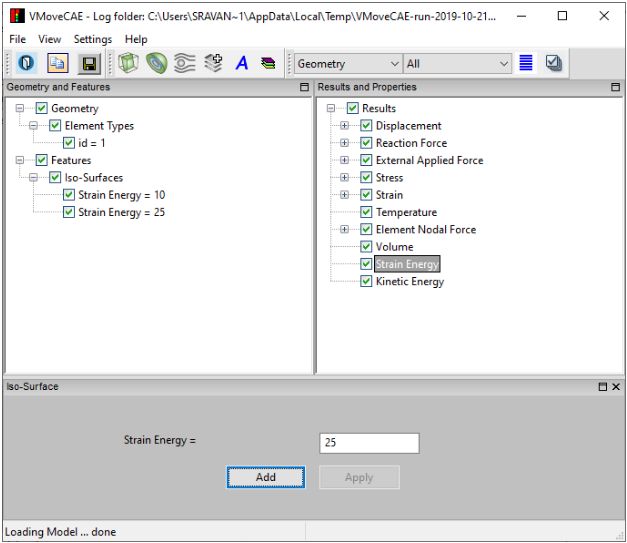 VMoveCAE - Log folder: C:\Users\SRAVAN~1\AppData\Local\Temp\VMoveCAE-run-2019-10-21...
File View Settings Help
A Geometry All
Geometry and Features
Results and Properties
Geometry
Element Types
id = 1
Features
Iso-Surfaces
Strain Energy = 10
Strain Energy = 25
Results
Displacement
Reaction Force
External Applied Force
Stress
Strain
Temperature
Element Nodal Force
Volume
Strain Energy
Kinetic Energy
Iso-Surface
Strain Energy = 25
Add Apply
Loading Model ... done